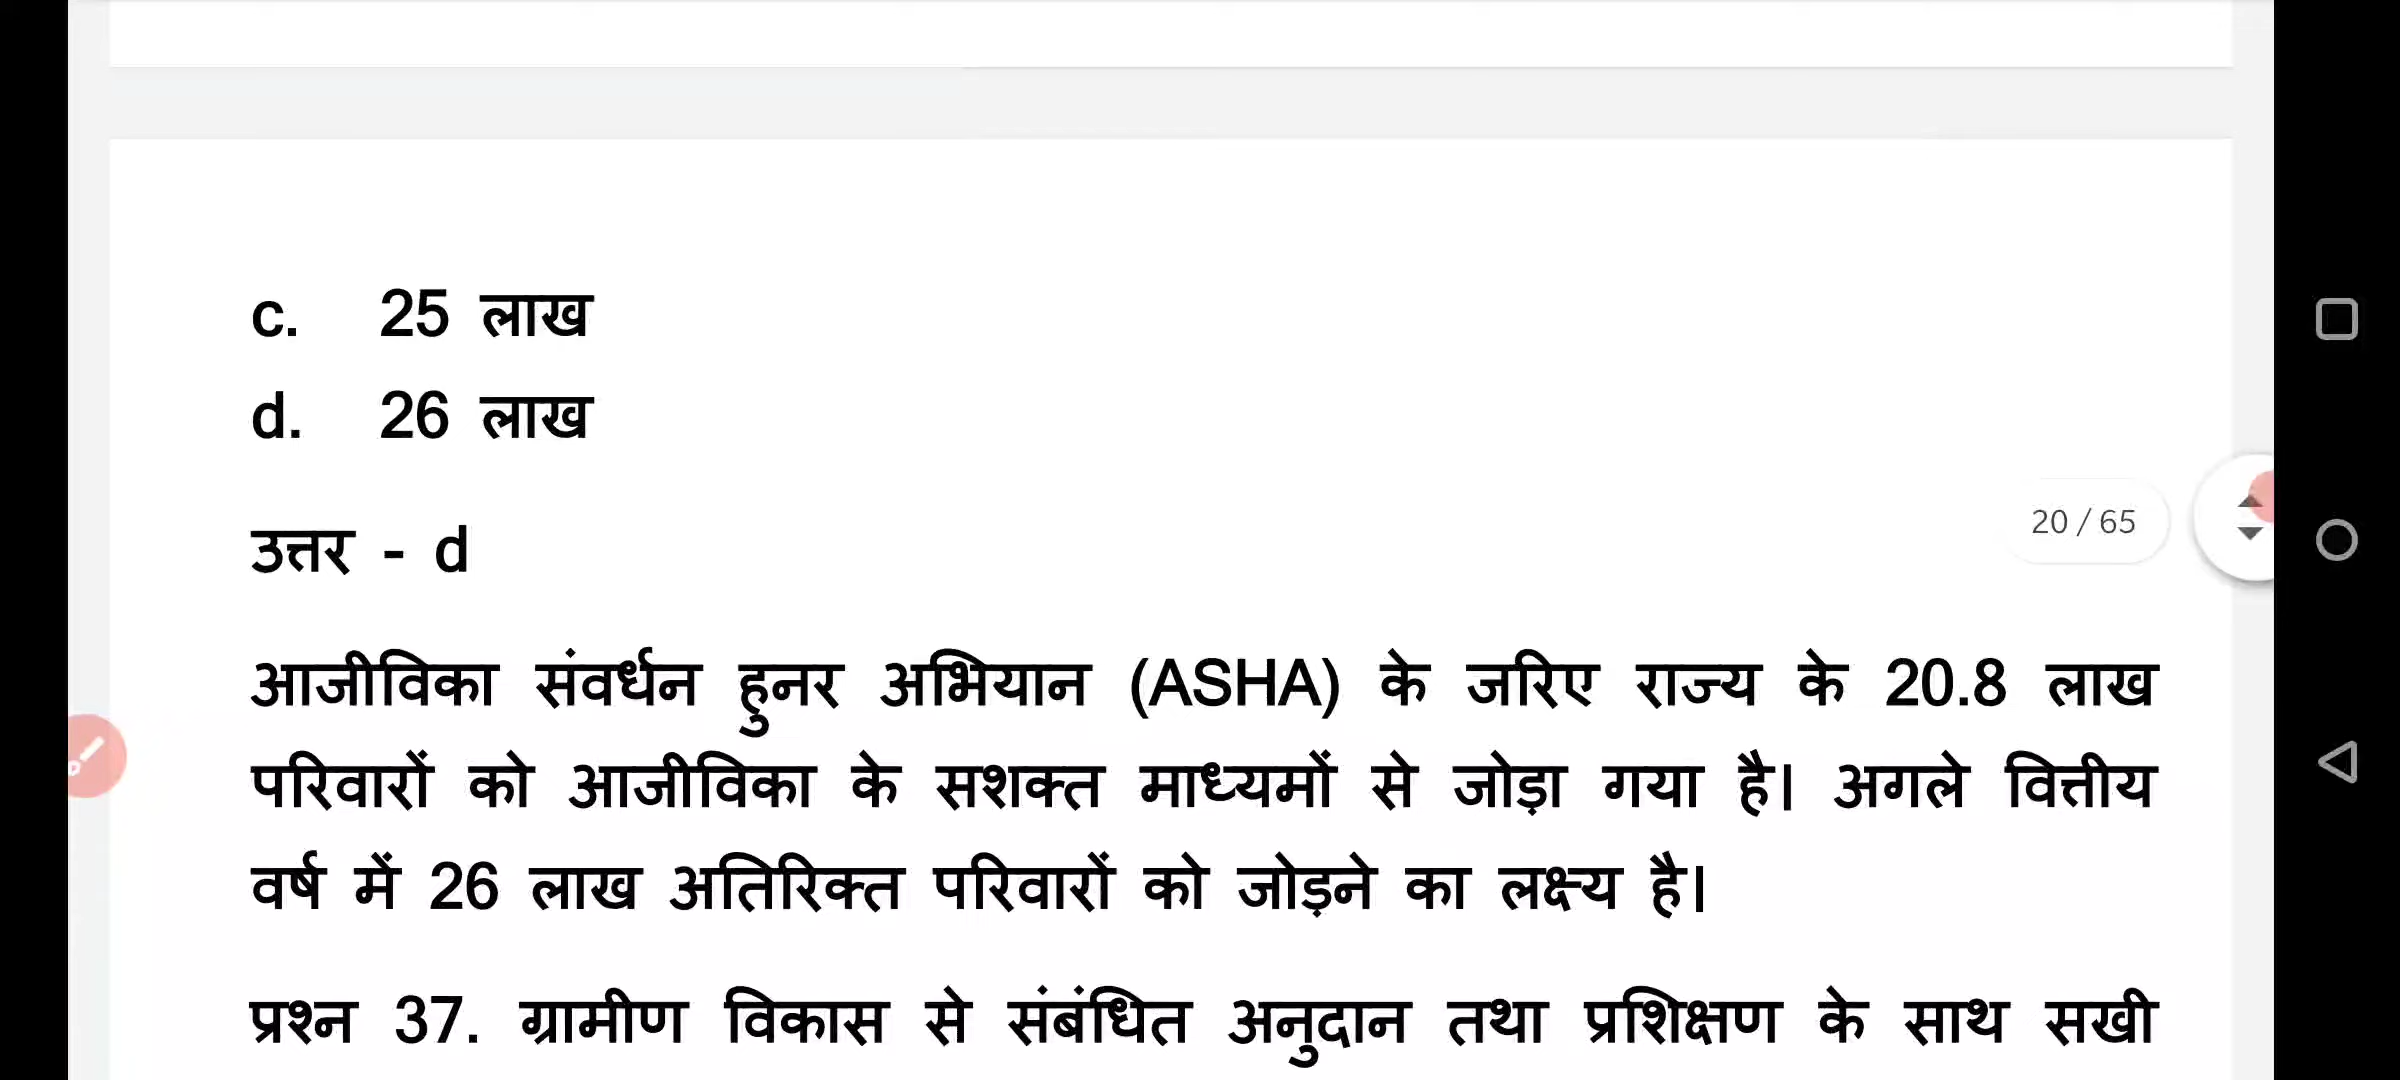 c. 25 लाख
d. 26 लाख
उत्तर - d
20 / 65
आजीविका संवर्धन हुनर अभियान (ASHA) के जरिए राज्य के 20.8 लाख
परिवारों को आजीविका के सशक्त माध्यमों से जोड़ा गया है। अगले वित्तीय
वर्ष में 26 लाख अतिरिक्त परिवारों को जोड़ने का लक्ष्य है।
प्रश्न 37. ग्रामीण विकास से संबंधित अनुदान तथा प्रशिक्षण के साथ सखी